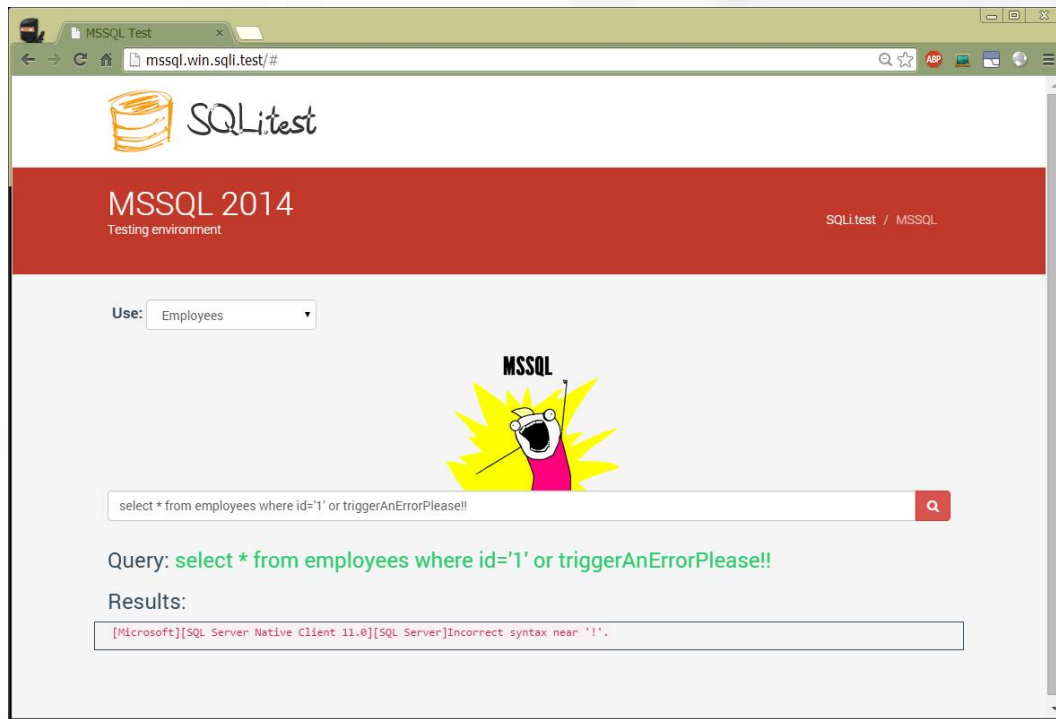 MSSQL Test
mssql.win.sqli.test/#
ABP
SQLi.test
MSSQL 2014
Testing environment
SQLi.test / MSSQL
Use: Employees
MSSQL
select * from employees where id='1' or triggerAnErrorPlease!!
Query: select * from employees where id='1' or triggerAnErrorPlease!!
Results:
[Microsoft][SQL Server Native Client 11.0][SQL Server]Incorrect syntax near '!'.